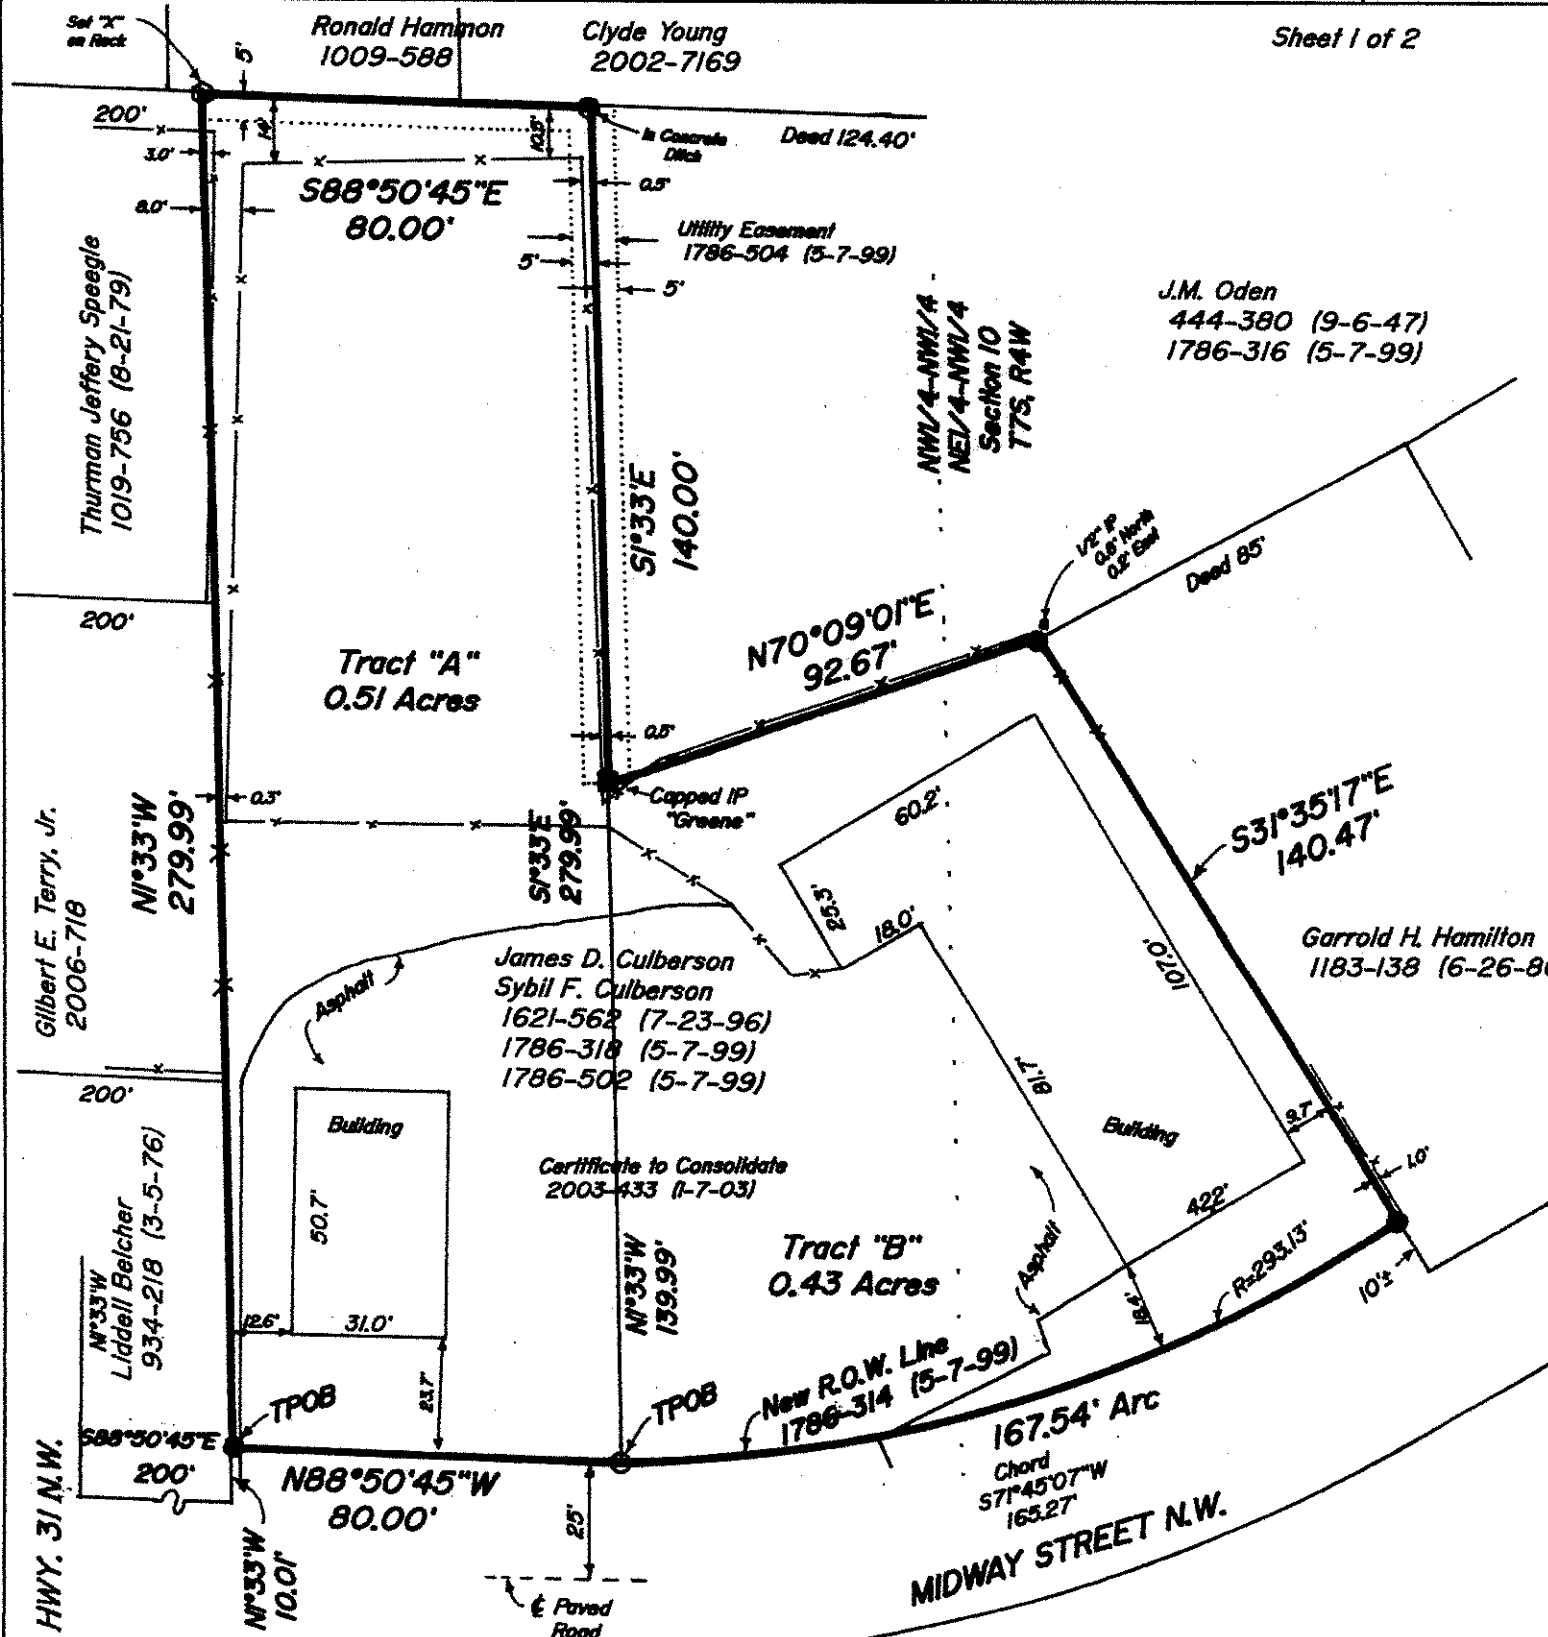 Set "X"
on Rock
Ronald Hammon
1009-588
Clyde Young
2002-7169
Sheet 1 of 2
5'
200'
14'
10.5'
In Concrete
Ditch
Deed 124.40'
3.0'
8.0'
S88°50'45"E
80.00'
0.5'
Utility Easement
1786-504 (5-7-99)
5'
5'
Thurman Jeffery Speegle
1019-756 (8-21-79)
J.M. Oden
444-380 (9-6-47)
1786-316 (5-7-99)
NW1/4-NW1/4
NE1/4-NW1/4
Section 10
T7S, R4W
S1°33'E
140.00'
1/2" IP
0.6' North
0.2' East
Deed 85'
200'
N70°09'01"E
92.67'
Tract "A"
0.51 Acres
0.5'
Capped IP
"Greene"
0.3'
N1°33'W
279.99'
S1°33'E
279.99'
60.2'
S31°35'17"E
140.47'
Gilbert E. Terry, Jr.
2006-718
25.3'
18.0'
107.0'
Garrold H. Hamilton
1183-138 (6-26-86
Asphalt
James D. Culberson
Sybil F. Culberson
1621-562 (7-23-96)
1786-318 (5-7-99)
1786-502 (5-7-99)
81.7'
200'
Building
Building
9.7'
1.0'
Certificate to Consolidate
2003-433 (1-7-03)
50.7'
42.2'
N1°33'W
Liddell Belcher
934-218 (3-5-76)
N1°33'W
139.99'
Tract "B"
0.43 Acres
Asphalt
R=293.13'
10'±
12.6'
31.0'
18.4'
23.7'
New R.O.W. Line
1786-314 (5-7-99)
TPOB
TPOB
S88°50'45"E
200'
N88°50'45"W
80.00'
167.54' Arc
Chord
S71°45'07"W
165.27'
25'
HWY. 31 N.W.
N1°33'W
10.01'
MIDWAY STREET N.W.
℄ Paved
Road